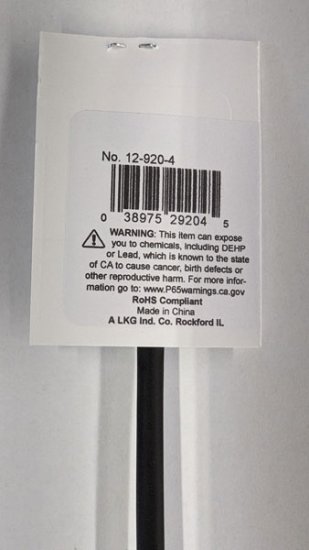 No. 12-920-4
0 38975 29204 5
WARNING: This item can expose
you to chemicals, including DEHP
or Lead, which is known to the state
of CA to cause cancer, birth defects or
other reproductive harm. For more infor-
mation go to: www.P65warnings.ca.gov
RoHS Compliant
Made in China
A LKG Ind. Co. Rockford IL